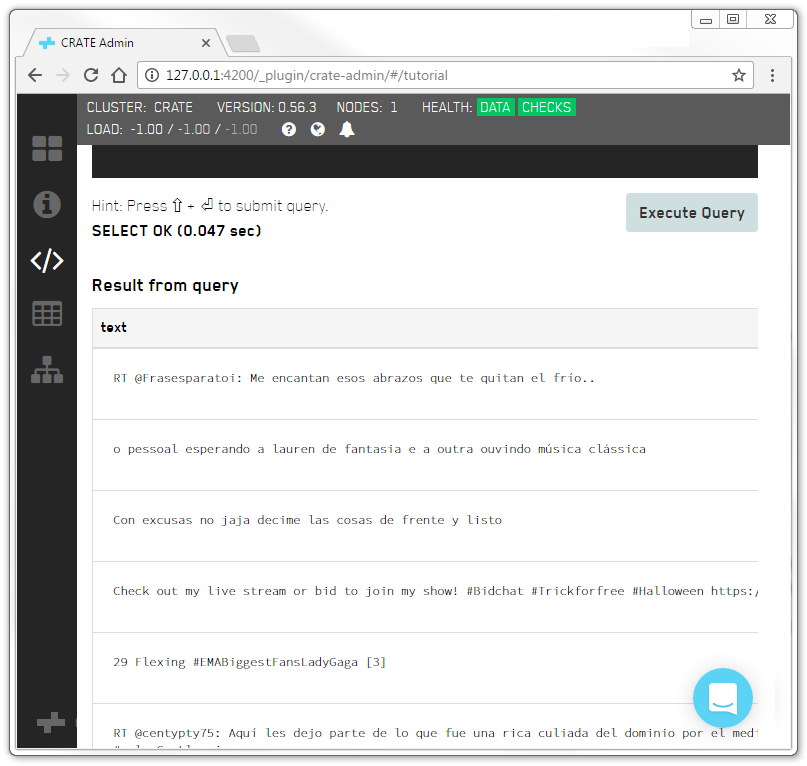 CRATE Admin
127.0.0.1:4200/_plugin/crate-admin/#/tutorial
CLUSTER: CRATE VERSION: 0.56.3 NODES: 1 HEALTH: DATA CHECKS
LOAD: -1.00 / -1.00 / -1.00
Hint: Press ⇧ + ⏎ to submit query.
Execute Query
SELECT OK (0.047 sec)
Result from query
text
RT @Frasesparatoi: Me encantan esos abrazos que te quitan el frío..
o pessoal esperando a lauren de fantasia e a outra ouvindo música clássica
Con excusas no jaja decime las cosas de frente y listo
Check out my live stream or bid to join my show! #Bidchat #Trickforfree #Halloween https:/
29 Flexing #EMABiggestFansLadyGaga [3]
RT @centypty75: Aquí les dejo parte de lo que fue una rica culiada del dominio por el medi